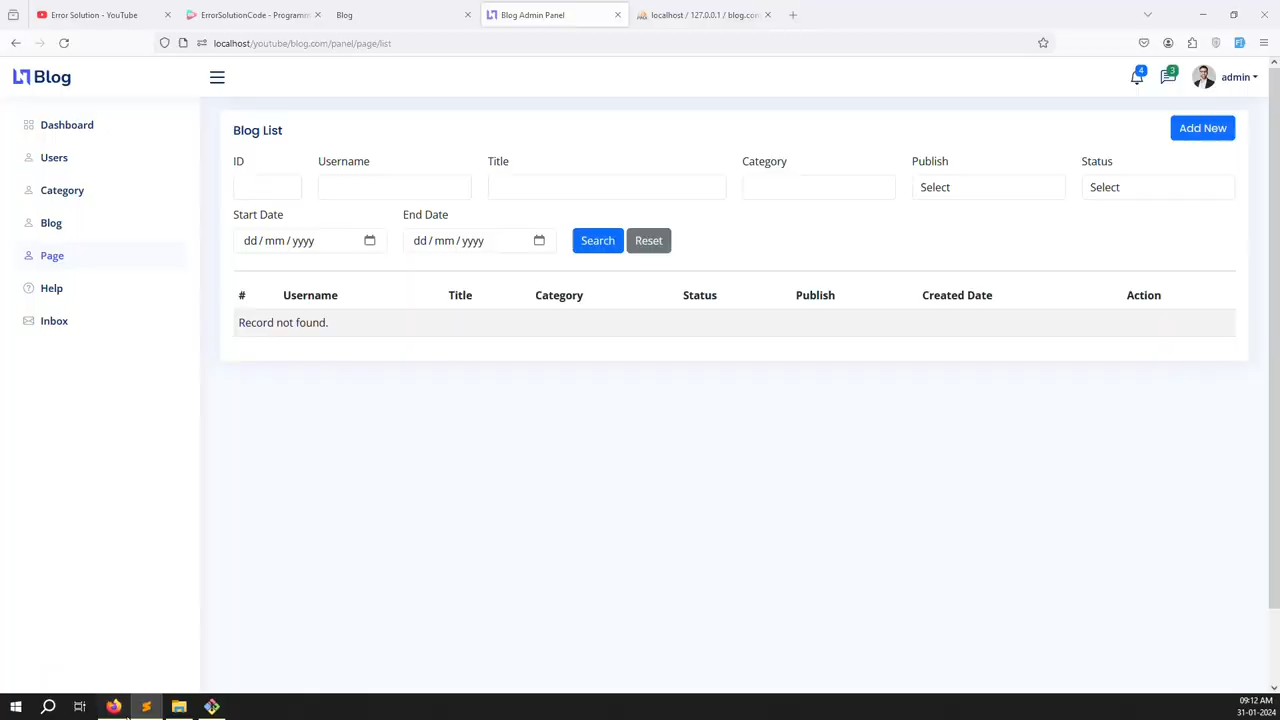 Error Solution - YouTube
ErrorSolutionCode - Programm
Blog
Blog Admin Panel
localhost / 127.0.0.1 / blog.com
localhost/youtube/blog.com/panel/page/list
Blog
4
3
admin
Dashboard
Users
Category
Blog
Page
Help
Inbox
Blog List
Add New
ID Username Title Category Publish Status
Select Select
Start Date End Date
dd / mm / yyyy dd / mm / yyyy Search Reset
# Username Title Category Status Publish Created Date Action
Record not found.
09:12 AM
31-01-2024